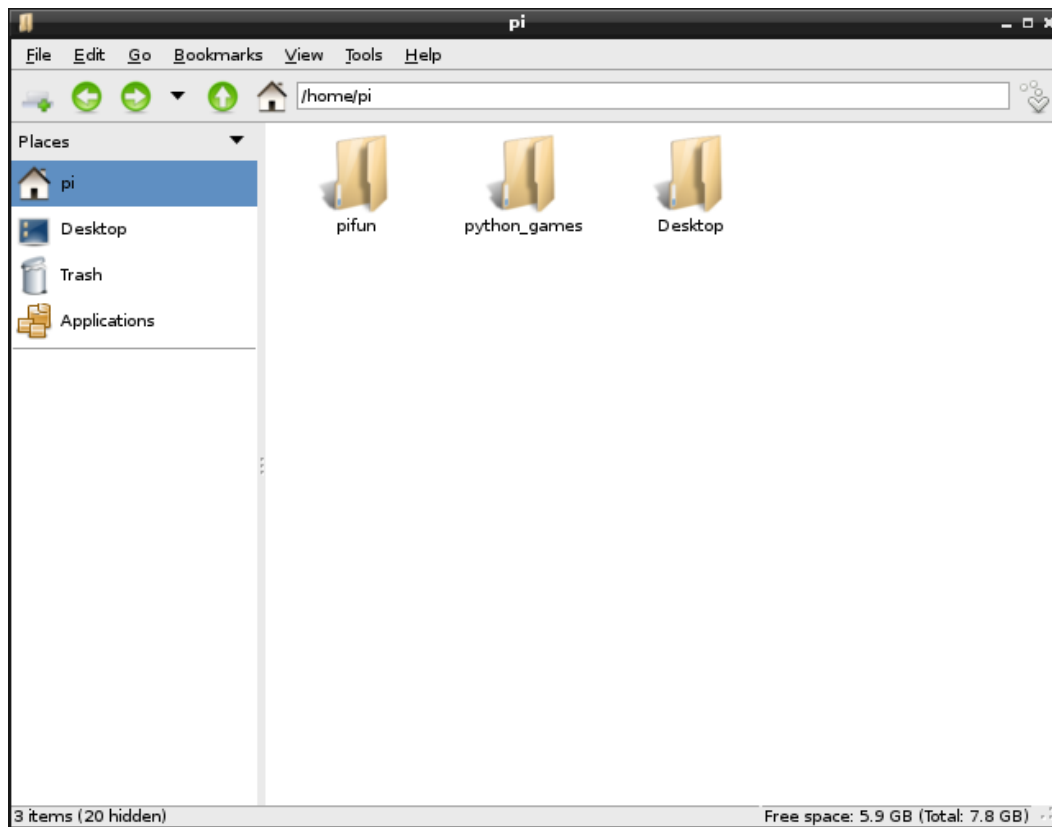 pi
File Edit Go Bookmarks View Tools Help
/home/pi
Places
pi
Desktop
Trash
Applications
pifun python_games Desktop
3 items (20 hidden) Free space: 5.9 GB (Total: 7.8 GB)